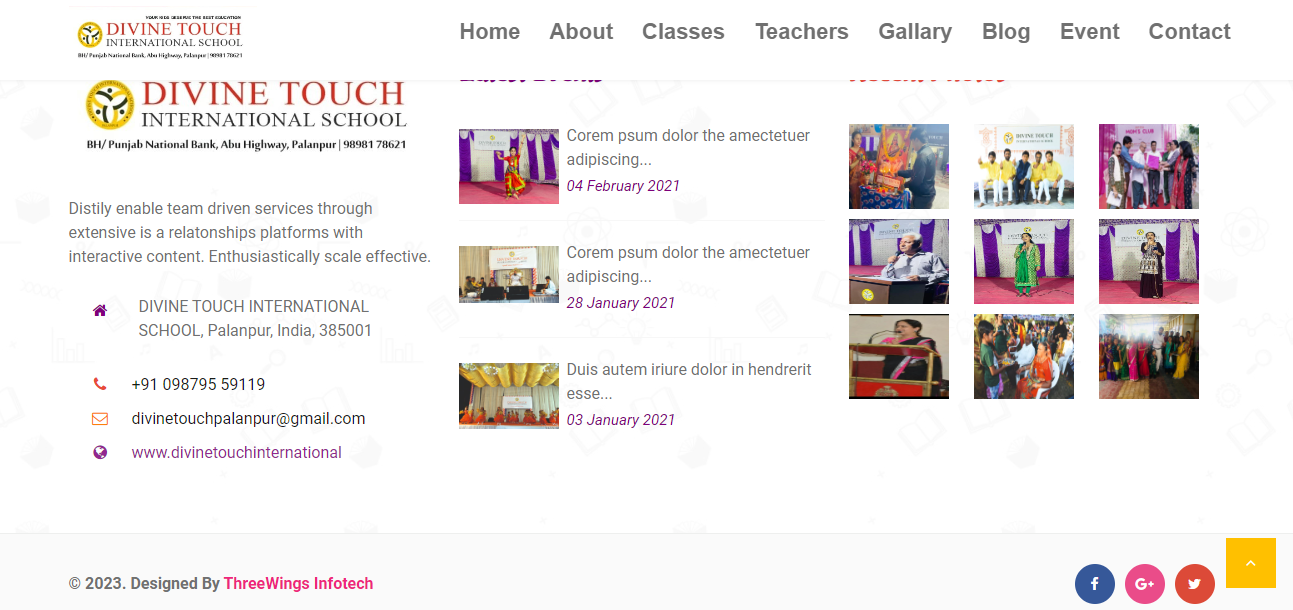 YOUR KIDS DESERVE THE BEST EDUCATION
DIVINE TOUCH
INTERNATIONAL SCHOOL
BH/ Punjab National Bank, Abu Highway, Palanpur | 98981 78621
Home About Classes Teachers Gallary Blog Event Contact
DIVINE TOUCH
INTERNATIONAL SCHOOL
BH/ Punjab National Bank, Abu Highway, Palanpur | 98981 78621
Distily enable team driven services through
extensive is a relatonships platforms with
interactive content. Enthusiastically scale effective.
DIVINE TOUCH INTERNATIONAL
SCHOOL, Palanpur, India, 385001
+91 098795 59119
divinetouchpalanpur@gmail.com
www.divinetouchinternational
Corem psum dolor the amectetuer
adipiscing...
04 February 2021
Corem psum dolor the amectetuer
adipiscing...
28 January 2021
Duis autem iriure dolor in hendrerit
esse...
03 January 2021
DIVINE TOUCH
MOM'S CLUB
© 2023. Designed By ThreeWings Infotech